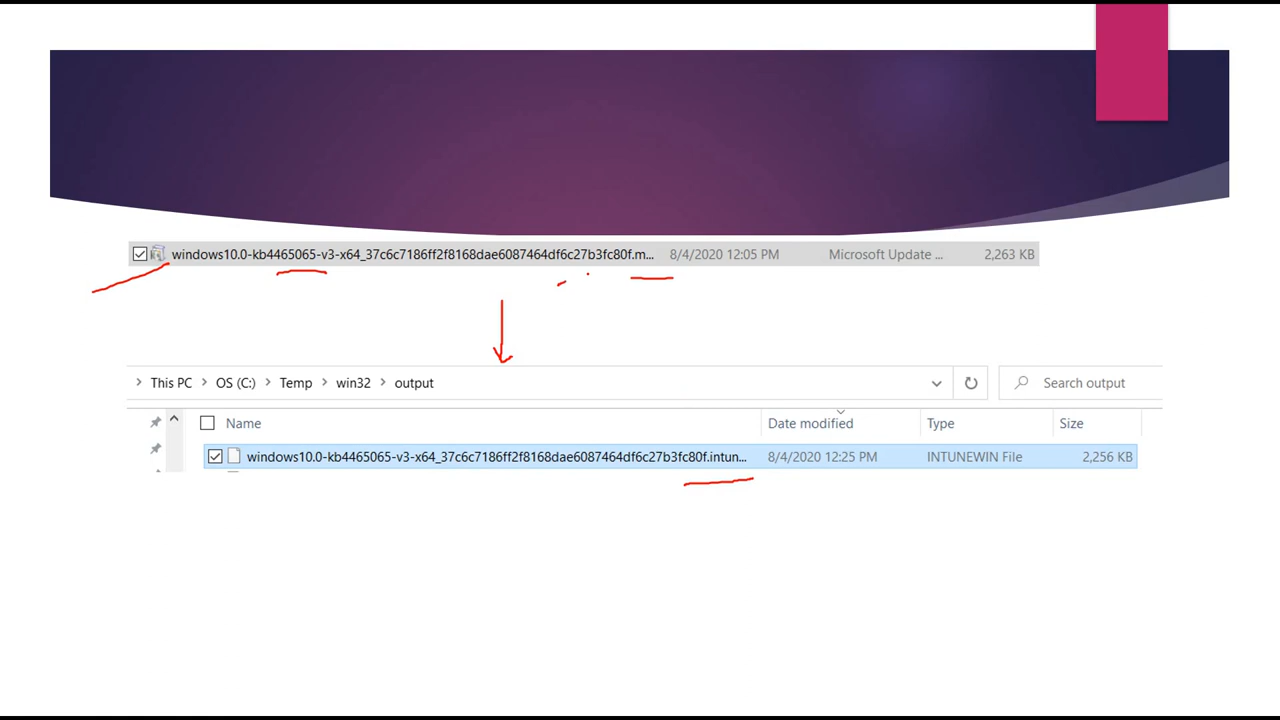 windows10.0-kb4465065-v3-x64_37c6c7186ff2f8168dae6087464df6c27b3fc80f.m... 8/4/2020 12:05 PM Microsoft Update ... 2,263 KB
This PC > OS (C:) > Temp > win32 > output Search output
Name Date modified Type Size
windows10.0-kb4465065-v3-x64_37c6c7186ff2f8168dae6087464df6c27b3fc80f.intun... 8/4/2020 12:25 PM INTUNEWIN File 2,256 KB